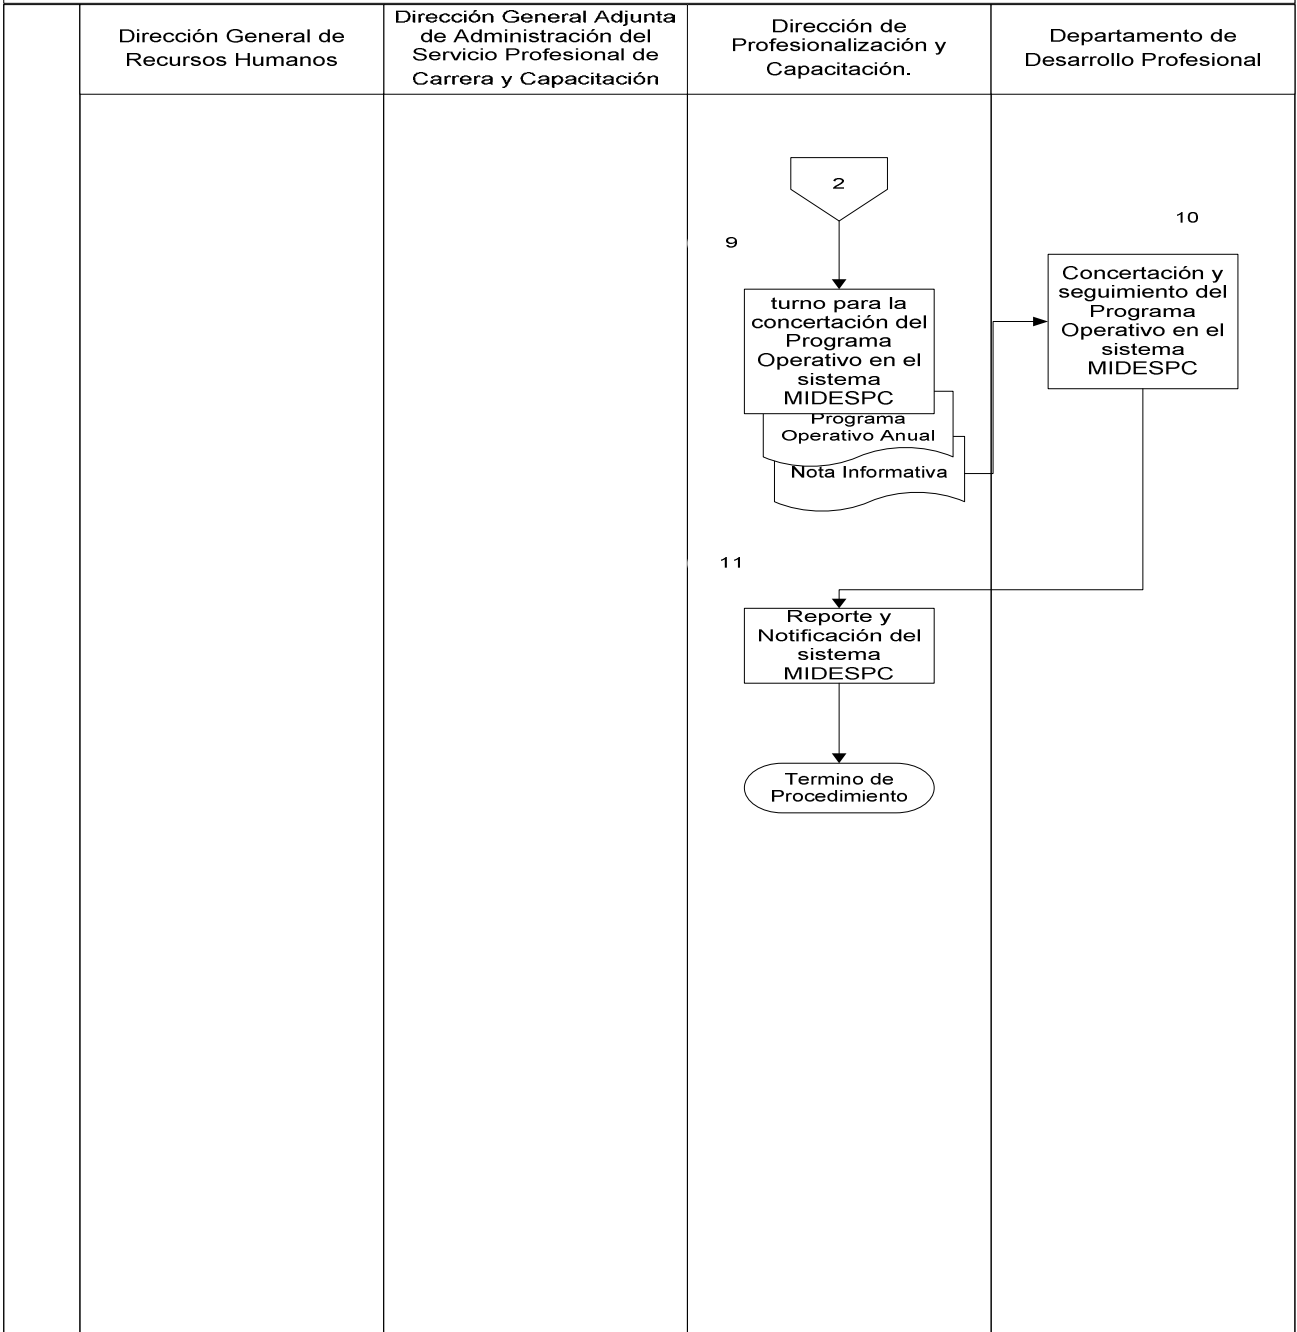 Dirección General de
Recursos Humanos
Dirección General Adjunta
de Administración del
Servicio Profesional de
Carrera y Capacitación
Dirección de
Profesionalización y
Capacitación.
Departamento de
Desarrollo Profesional
2
9
turno para la
concertación del
Programa
Operativo en el
sistema
MIDESPC
Programa
Operativo Anual
Nota Informativa
10
Concertación y
seguimiento del
Programa
Operativo en el
sistema
MIDESPC
11
Reporte y
Notificación del
sistema
MIDESPC
Termino de
Procedimiento